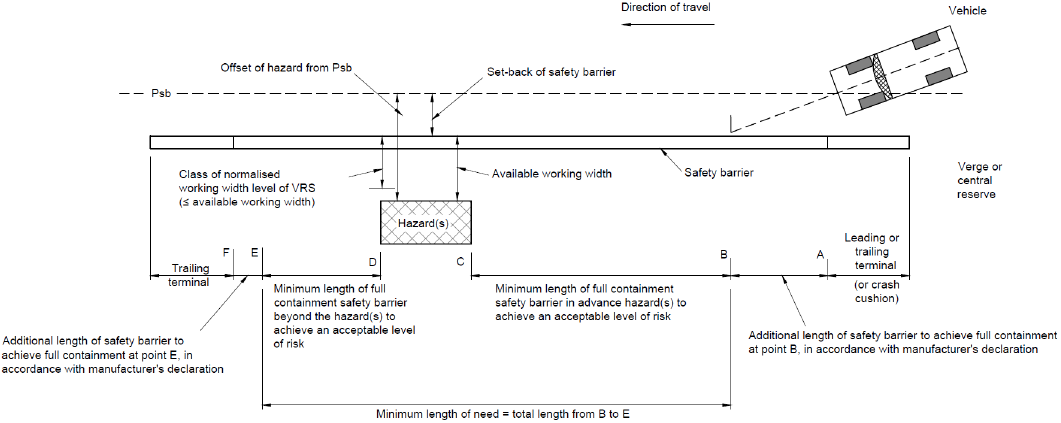 Direction of travel
Vehicle
Offset of hazard from Psb
Set-back of safety barrier
Psb
Class of normalised
working width level of VRS
(≤ available working width)
Available working width
Safety barrier
Verge or
central
reserve
Hazard(s)
F
E
D
C
B
A
Trailing
terminal
Minimum length of full
containment safety barrier
beyond the hazard(s) to
achieve an acceptable level
of risk
Minimum length of full containment
safety barrier in advance hazard(s) to
achieve an acceptable level of risk
Leading or
trailing
terminal
(or crash
cushion)
Additional length of safety barrier to
achieve full containment at point E, in
accordance with manufacturer's declaration
Additional length of safety barrier to achieve full containment
at point B, in accordance with manufacturer's declaration
Minimum length of need = total length from B to E